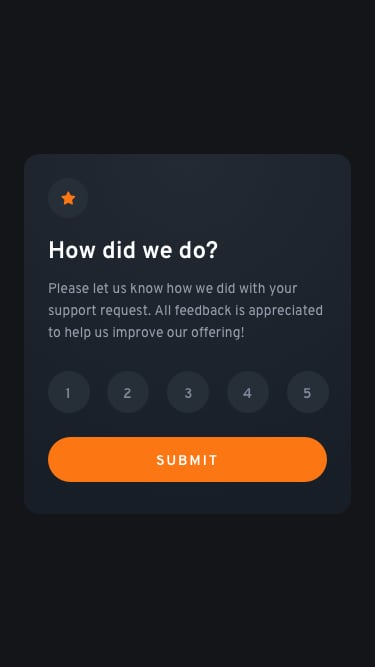 How did we do?
Please let us know how we did with your
support request. All feedback is appreciated
to help us improve our offering!
1 2 3 4 5
SUBMIT